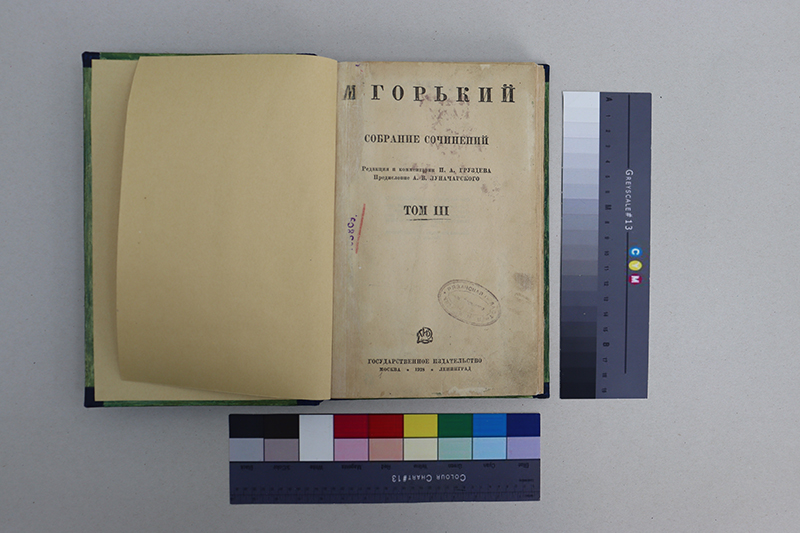 М ГОРЬКИЙ
СОБРАНИЕ СОЧИНЕНИЙ
Редакция и комментарии И. А. ГРУЗДЕВА
Предисловие А. В. ЛУНАЧАРСКОГО
ТОМ III
ГОСУДАРСТВЕННОЕ ИЗДАТЕЛЬСТВО
МОСКВА • 1928 • ЛЕНИНГРАД
GREYSCALE #13
C Y M
COLOUR CHART #13